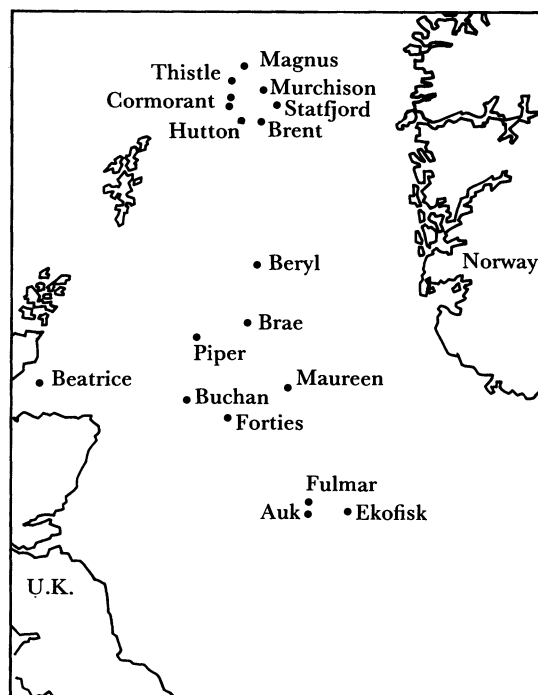 Magnus
Thistle
Murchison
Cormorant
Statfjord
Hutton
Brent
Beryl
Norway
Brae
Piper
Beatrice
Maureen
Buchan
Forties
Fulmar
Auk
Ekofisk
U.K.